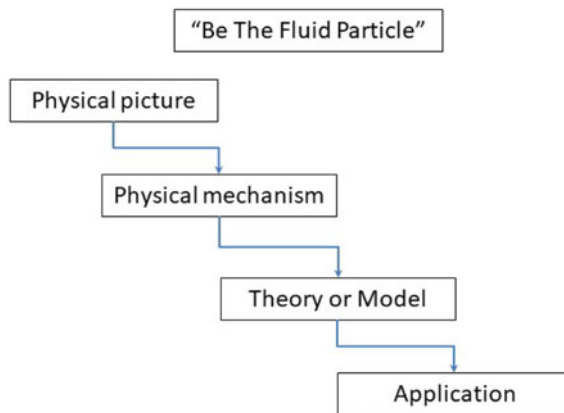 “Be The Fluid Particle”
Physical picture
Physical mechanism
Theory or Model
Application